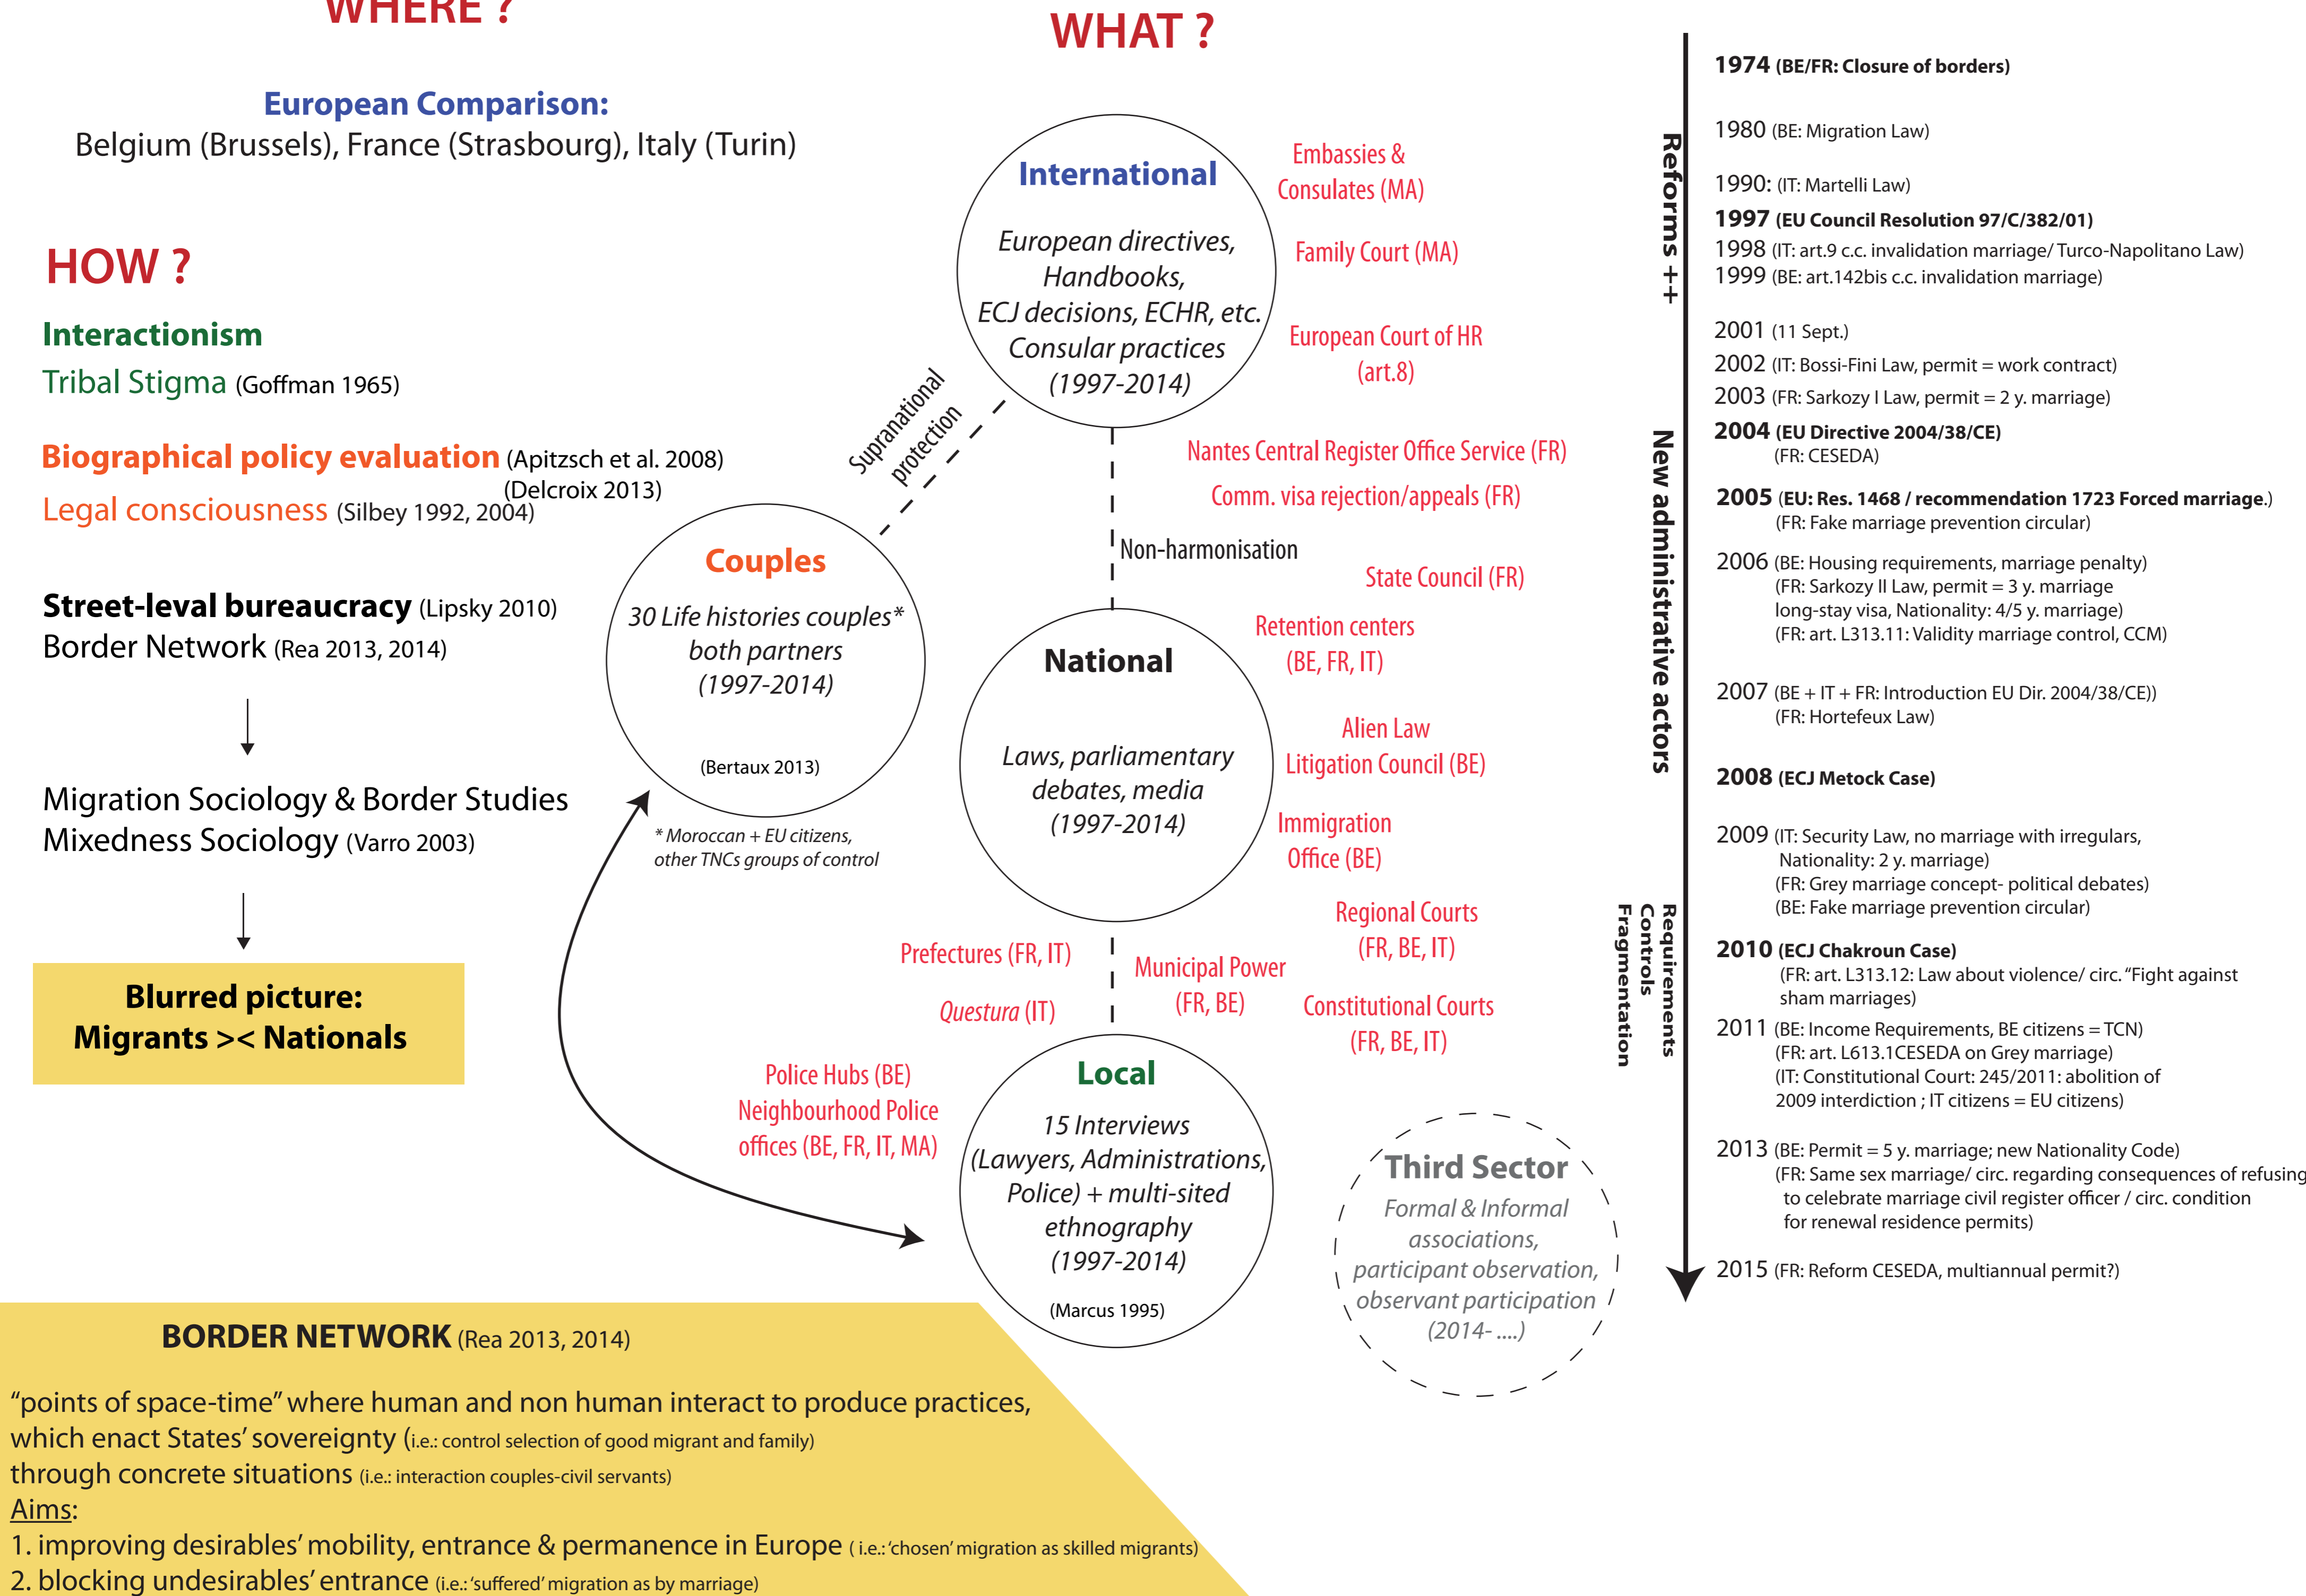 WHERE ?
European Comparison:
Belgium (Brussels), France (Strasbourg), Italy (Turin)
HOW ?
Interactionism
Tribal Stigma (Goffman 1965)
Biographical policy evaluation (Apitzsch et al. 2008)
(Delcroix 2013)
Legal consciousness (Silbey 1992, 2004)
Street-leval bureaucracy (Lipsky 2010)
Border Network (Rea 2013, 2014)
Migration Sociology & Border Studies
Mixedness Sociology (Varro 2003)
Blurred picture:
Migrants >< Nationals
WHAT ?
International
European directives,
Handbooks,
ECJ decisions, ECHR, etc.
Consular practices
(1997-2014)
Embassies &
Consulates (MA)
Family Court (MA)
European Court of HR
(art.8)
Supranational
protection
Nantes Central Register Office Service (FR)
Comm. visa rejection/appeals (FR)
Non-harmonisation
State Council (FR)
Couples
30 Life histories couples*
both partners
(1997-2014)
(Bertaux 2013)
* Moroccan + EU citizens,
other TNCs groups of control
National
Laws, parliamentary
debates, media
(1997-2014)
Retention centers
(BE, FR, IT)
Alien Law
Litigation Council (BE)
Immigration
Office (BE)
Regional Courts
(FR, BE, IT)
Prefectures (FR, IT)
Municipal Power
(FR, BE)
Questura (IT)
Constitutional Courts
(FR, BE, IT)
Police Hubs (BE)
Neighbourhood Police
offices (BE, FR, IT, MA)
Local
15 Interviews
(Lawyers, Administrations,
Police) + multi-sited
ethnography
(1997-2014)
(Marcus 1995)
Third Sector
Formal & Informal
associations,
participant observation,
observant participation
(2014- ....)
Reforms ++
New administrative actors
Requirements
Controls
Fragmentation
1974 (BE/FR: Closure of borders)
1980 (BE: Migration Law)
1990: (IT: Martelli Law)
1997 (EU Council Resolution 97/C/382/01)
1998 (IT: art.9 c.c. invalidation marriage/ Turco-Napolitano Law)
1999 (BE: art.142bis c.c. invalidation marriage)
2001 (11 Sept.)
2002 (IT: Bossi-Fini Law, permit = work contract)
2003 (FR: Sarkozy I Law, permit = 2 y. marriage)
2004 (EU Directive 2004/38/CE)
(FR: CESEDA)
2005 (EU: Res. 1468 / recommendation 1723 Forced marriage.)
(FR: Fake marriage prevention circular)
2006 (BE: Housing requirements, marriage penalty)
(FR: Sarkozy II Law, permit = 3 y. marriage
long-stay visa, Nationality: 4/5 y. marriage)
(FR: art. L313.11: Validity marriage control, CCM)
2007 (BE + IT + FR: Introduction EU Dir. 2004/38/CE))
(FR: Hortefeux Law)
2008 (ECJ Metock Case)
2009 (IT: Security Law, no marriage with irregulars,
Nationality: 2 y. marriage)
(FR: Grey marriage concept- political debates)
(BE: Fake marriage prevention circular)
2010 (ECJ Chakroun Case)
(FR: art. L313.12: Law about violence/ circ. “Fight against
sham marriages)
2011 (BE: Income Requirements, BE citizens = TCN)
(FR: art. L613.1CESEDA on Grey marriage)
(IT: Constitutional Court: 245/2011: abolition of
2009 interdiction ; IT citizens = EU citizens)
2013 (BE: Permit = 5 y. marriage; new Nationality Code)
(FR: Same sex marriage/ circ. regarding consequences of refusing
to celebrate marriage civil register officer / circ. condition
for renewal residence permits)
2015 (FR: Reform CESEDA, multiannual permit?)
BORDER NETWORK (Rea 2013, 2014)
“points of space-time” where human and non human interact to produce practices,
which enact States’ sovereignty (i.e.: control selection of good migrant and family)
through concrete situations (i.e.: interaction couples-civil servants)
Aims:
1. improving desirables’ mobility, entrance & permanence in Europe ( i.e.: ‘chosen’ migration as skilled migrants)
2. blocking undesirables’ entrance (i.e.: ‘suffered’ migration as by marriage)